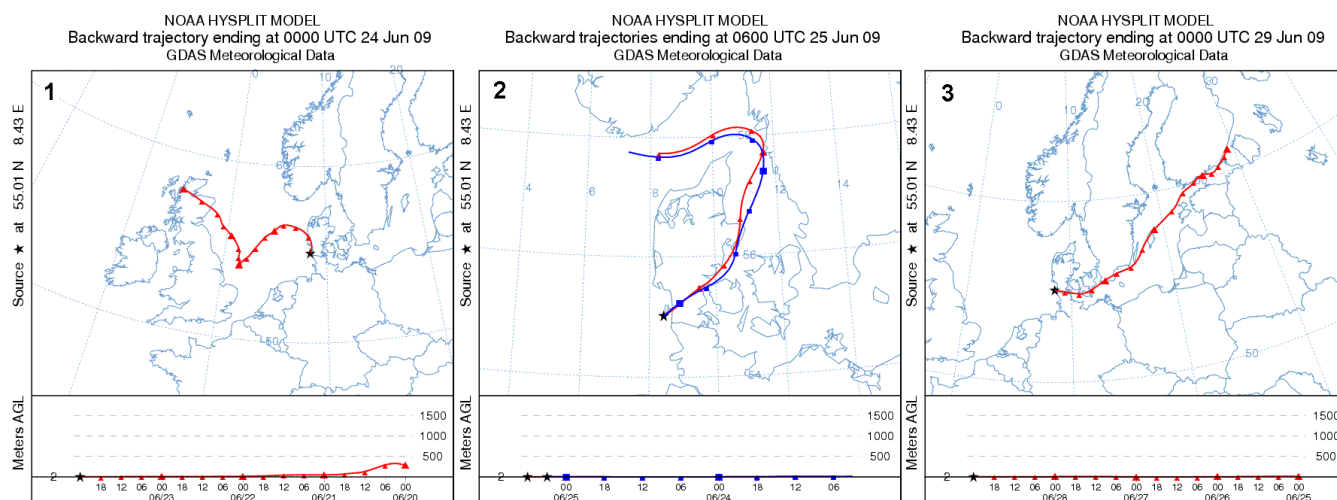 NOAA HYSPLIT MODEL
Backward trajectory ending at 0000 UTC 24 Jun 09
GDAS Meteorological Data
1
Source ★ at 55.01 N 8.43 E
0
10
20
60
50
Meters AGL
1500
1000
500
2
18 12 06 00 18 12 06 00 18 12 06 00 18 12 06 00
06/23 06/22 06/21 06/20
NOAA HYSPLIT MODEL
Backward trajectories ending at 0600 UTC 25 Jun 09
GDAS Meteorological Data
2
Source ★ at 55.01 N 8.43 E
4 6 8 12 14
58
56
54
Meters AGL
1500
1000
500
2
00 18 12 06 00 18 12 06
06/25 06/24
NOAA HYSPLIT MODEL
Backward trajectory ending at 0000 UTC 29 Jun 09
GDAS Meteorological Data
3
Source ★ at 55.01 N 8.43 E
0
10
20
30
50
Meters AGL
1500
1000
500
2
18 12 06 00 18 12 06 00 18 12 06 00 18 12 06 00
06/28 06/27 06/26 06/25